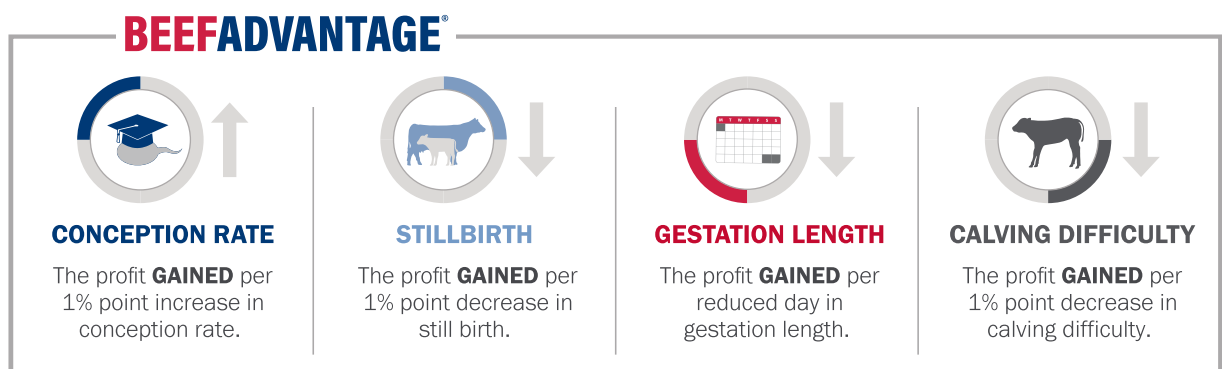 BEEFADVANTAGE®
M T W T F S S
CONCEPTION RATE
The profit GAINED per
1% point increase in
conception rate.
STILLBIRTH
The profit GAINED per
1% point decrease in
still birth.
GESTATION LENGTH
The profit GAINED per
reduced day in
gestation length.
CALVING DIFFICULTY
The profit GAINED per
1% point decrease in
calving difficulty.